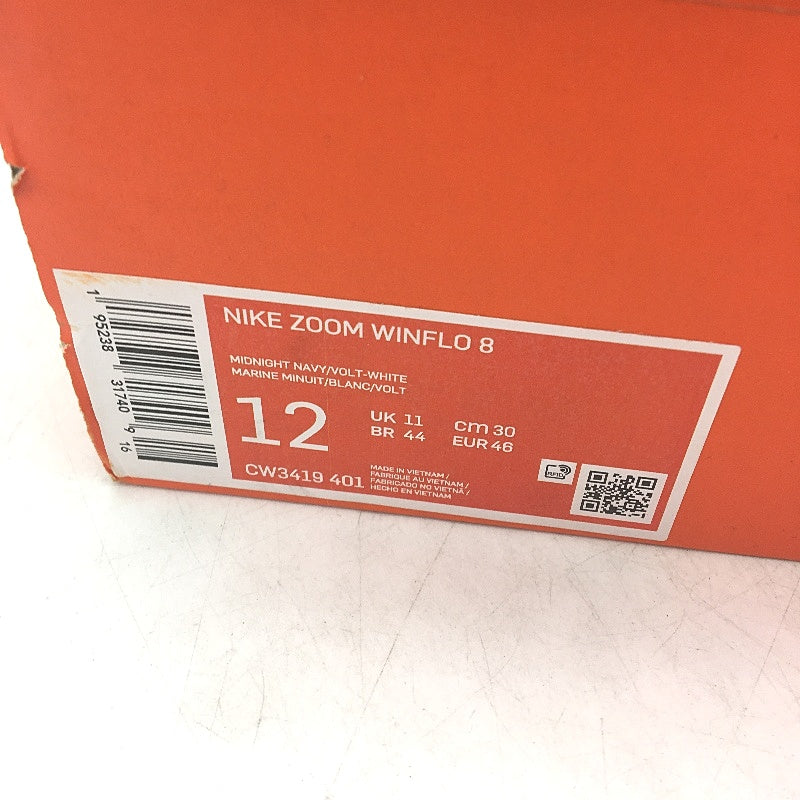 NIKE ZOOM WINFLO 8
MIDNIGHT NAVY/VOLT-WHITE
MARINE MINUIT/BLANC/VOLT
12
UK 11 cm 30
BR 44 EUR 46
CW3419 401
MADE IN VIETNAM /
FABRIQUE AU VIETNAM /
FABRICADO NO VIETNÃ /
HECHO EN VIETNAM
RFID
1 95238 31740 9 16